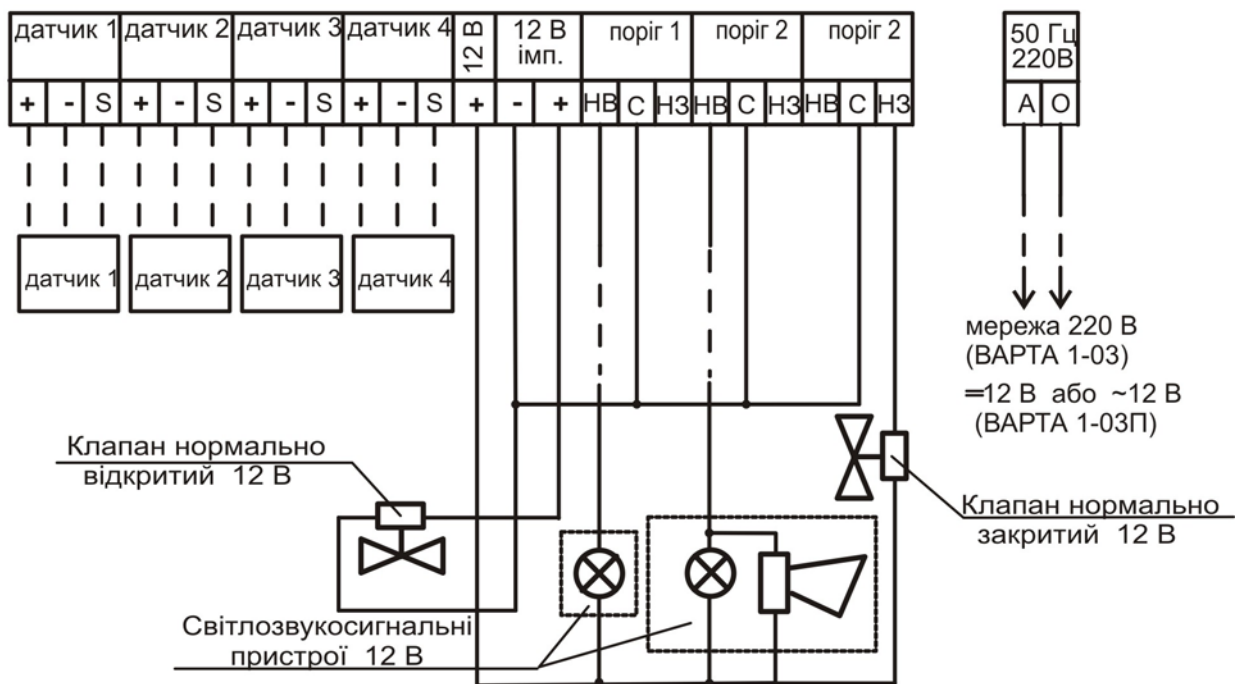 датчик 1 датчик 2 датчик 3 датчик 4 12 В 12 В імп. поріг 1 поріг 2 поріг 2
+ - S + - S + - S + - S + - + НВ С НЗ НВ С НЗ НВ С НЗ
50 Гц
220В
А О
датчик 1 датчик 2 датчик 3 датчик 4
мережа 220 В
(ВАРТА 1-03)
=12 В або ~12 В
(ВАРТА 1-03П)
Клапан нормально
відкритий 12 В
Клапан нормально
закритий 12 В
Світлозвукосигнальні
пристрої 12 В